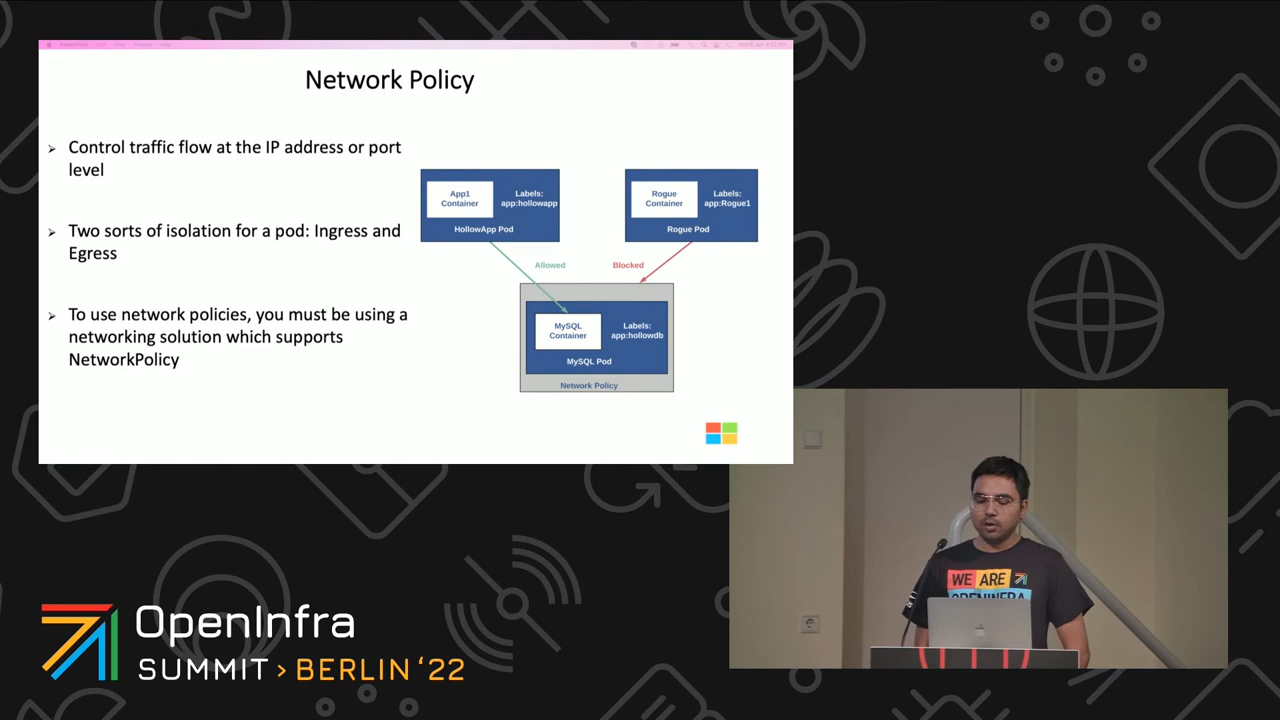 Network Policy
Control traffic flow at the IP address or port
level
Two sorts of isolation for a pod: Ingress and
Egress
To use network policies, you must be using a
networking solution which supports
NetworkPolicy
App1
Container
Labels:
app:hollowapp
HollowApp Pod
Rogue
Container
Labels:
app:Rogue1
Rogue Pod
Allowed
Blocked
MySQL
Container
Labels:
app:hollowdb
MySQL Pod
Network Policy
WE ARE
OPENINFRA
OpenInfra
SUMMIT > BERLIN '22